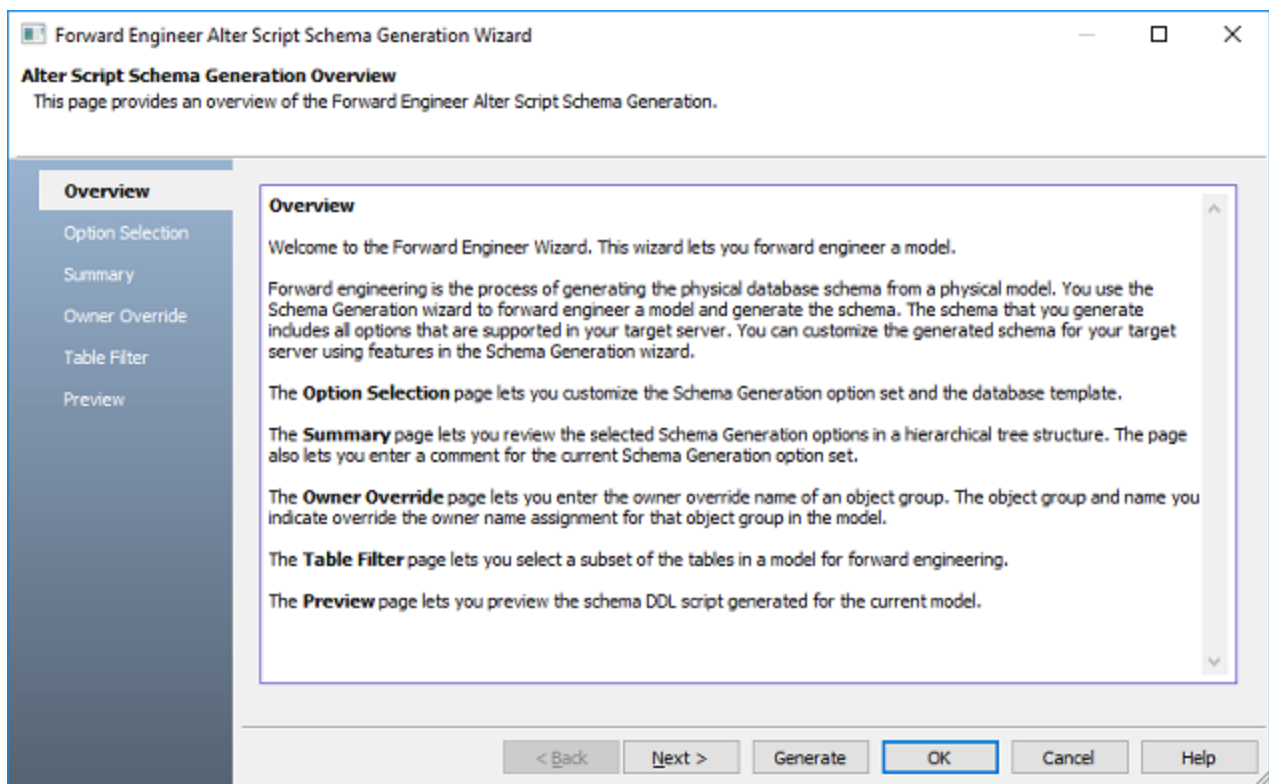 Forward Engineer Alter Script Schema Generation Wizard
Alter Script Schema Generation Overview
This page provides an overview of the Forward Engineer Alter Script Schema Generation.
Overview
Option Selection
Summary
Owner Override
Table Filter
Preview
Overview
Welcome to the Forward Engineer Wizard. This wizard lets you forward engineer a model.
Forward engineering is the process of generating the physical database schema from a physical model. You use the
Schema Generation wizard to forward engineer a model and generate the schema. The schema that you generate
includes all options that are supported in your target server. You can customize the generated schema for your target
server using features in the Schema Generation wizard.
The Option Selection page lets you customize the Schema Generation option set and the database template.
The Summary page lets you review the selected Schema Generation options in a hierarchical tree structure. The page
also lets you enter a comment for the current Schema Generation option set.
The Owner Override page lets you enter the owner override name of an object group. The object group and name you
indicate override the owner name assignment for that object group in the model.
The Table Filter page lets you select a subset of the tables in a model for forward engineering.
The Preview page lets you preview the schema DDL script generated for the current model.
< Back
Next >
Generate
OK
Cancel
Help